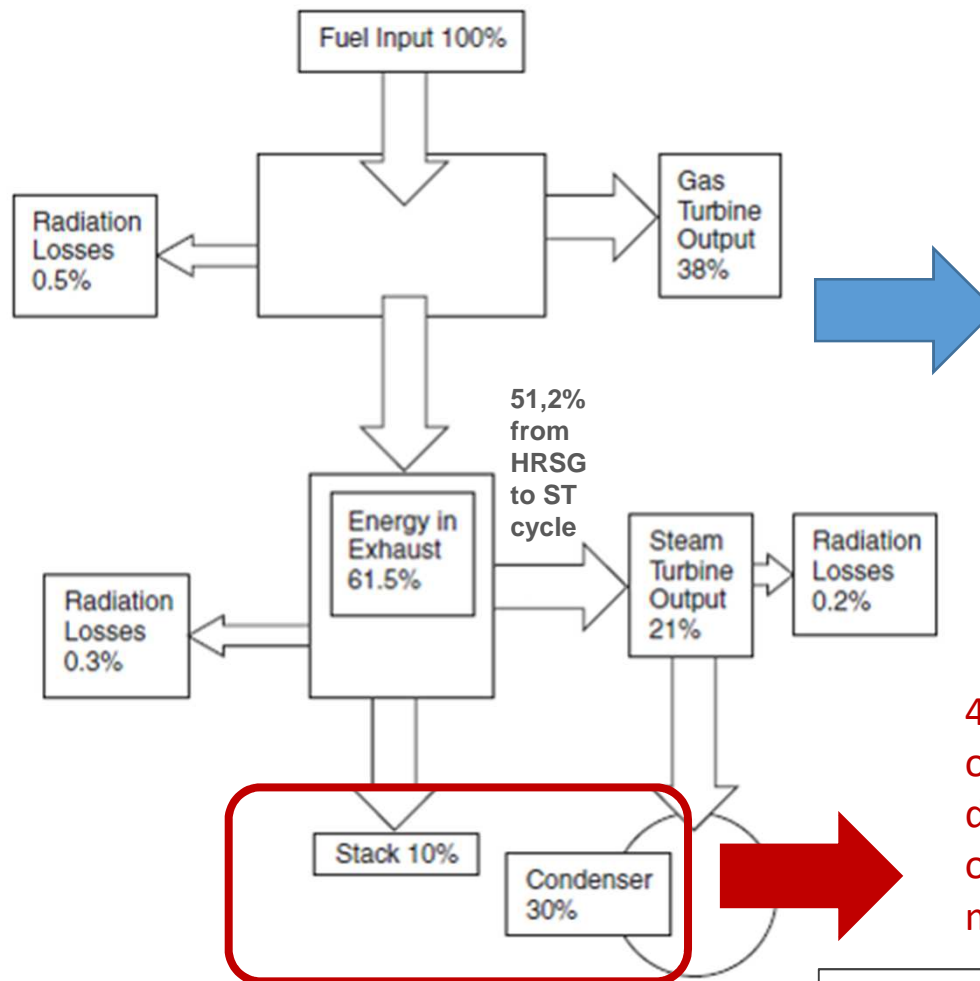 Fuel Input 100%
Gas
Turbine
Output
38%
Radiation
Losses
0.5%
51,2%
from
HRSG
to ST
cycle
Energy in
Exhaust
61.5%
Steam
Turbine
Output
21%
Radiation
Losses
0.2%
Radiation
Losses
0.3%
Stack 10%
Condenser
30%
4